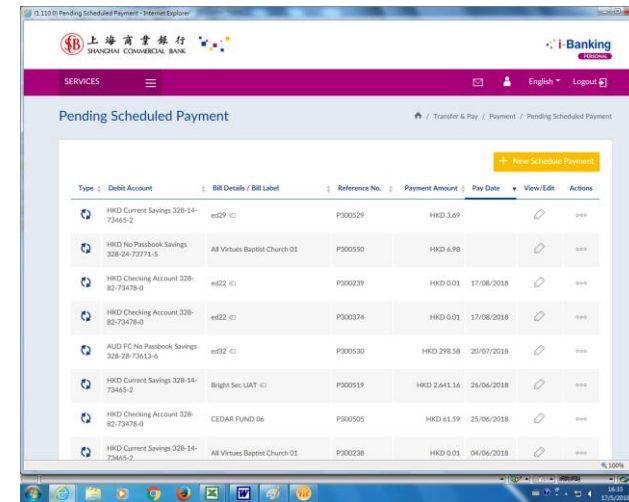 (1.110.0) Pending Scheduled Payment - Internet Explorer
上海商業銀行
SHANGHAI COMMERCIAL BANK
i-Banking
PERSONAL
SERVICES English Logout
Pending Scheduled Payment / Transfer & Pay / Payment / Pending Scheduled Payment
+ New Schedule Payment
Type Debit Account Bill Details / Bill Label Reference No. Payment Amount Pay Date View/Edit Actions
HKD Current Savings 328-14-
73465-2 ed29 P300529 HKD 3.69
HKD No Passbook Savings
328-24-73771-5 All Virtues Baptist Church 01 P300550 HKD 6.98
HKD Checking Account 328-
82-73478-0 ed22 P300239 HKD 0.01 17/08/2018
HKD Checking Account 328-
82-73478-0 ed22 P300374 HKD 0.01 17/08/2018
AUD FC No Passbook Savings
328-28-73613-6 ed32 P300530 HKD 298.58 20/07/2018
HKD Current Savings 328-14-
73465-2 Bright Sec UAT P300519 HKD 2,641.16 26/06/2018
HKD Checking Account 328-
82-73478-0 CEDAR FUND 06 P300505 HKD 61.59 25/06/2018
HKD Current Savings 328-14-
73465-2 All Virtues Baptist Church 01 P300238 HKD 0.01 04/06/2018
100%
16:35